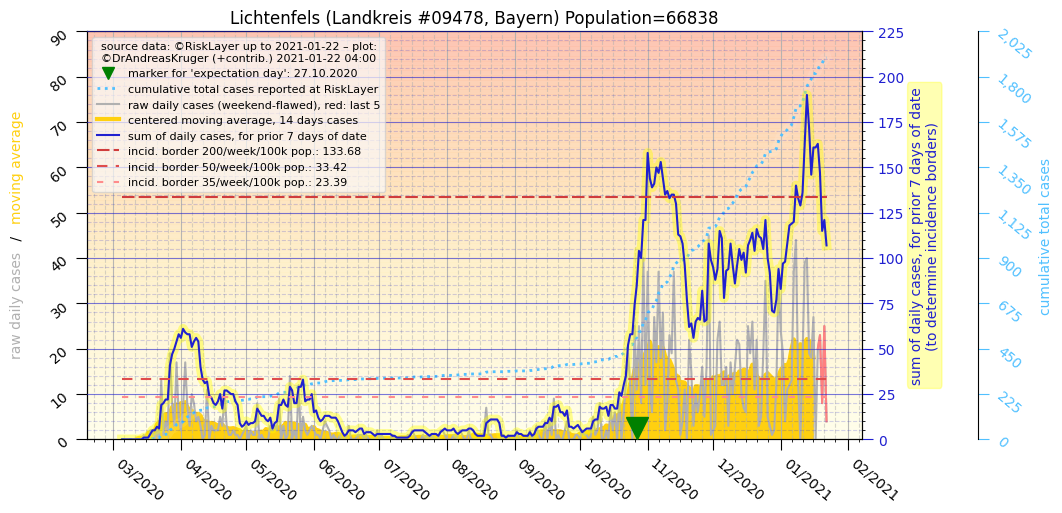 Lichtenfels (Landkreis #09478, Bayern) Population=66838
source data: ©RiskLayer up to 2021-01-22 – plot:
©DrAndreasKruger (+contrib.) 2021-01-22 04:00
marker for 'expectation day': 27.10.2020
cumulative total cases reported at RiskLayer
raw daily cases (weekend-flawed), red: last 5
centered moving average, 14 days cases
sum of daily cases, for prior 7 days of date
incid. border 200/week/100k pop.: 133.68
incid. border 50/week/100k pop.: 33.42
incid. border 35/week/100k pop.: 23.39
raw daily cases / moving average
90
80
70
60
50
40
30
20
10
0
03/2020
04/2020
05/2020
06/2020
07/2020
08/2020
09/2020
10/2020
11/2020
12/2020
01/2021
02/2021
225
200
175
150
125
100
75
50
25
0
sum of daily cases, for prior 7 days of date
(to determine incidence borders)
2,025
1,800
1,575
1,350
1,125
900
675
450
225
0
cumulative total cases